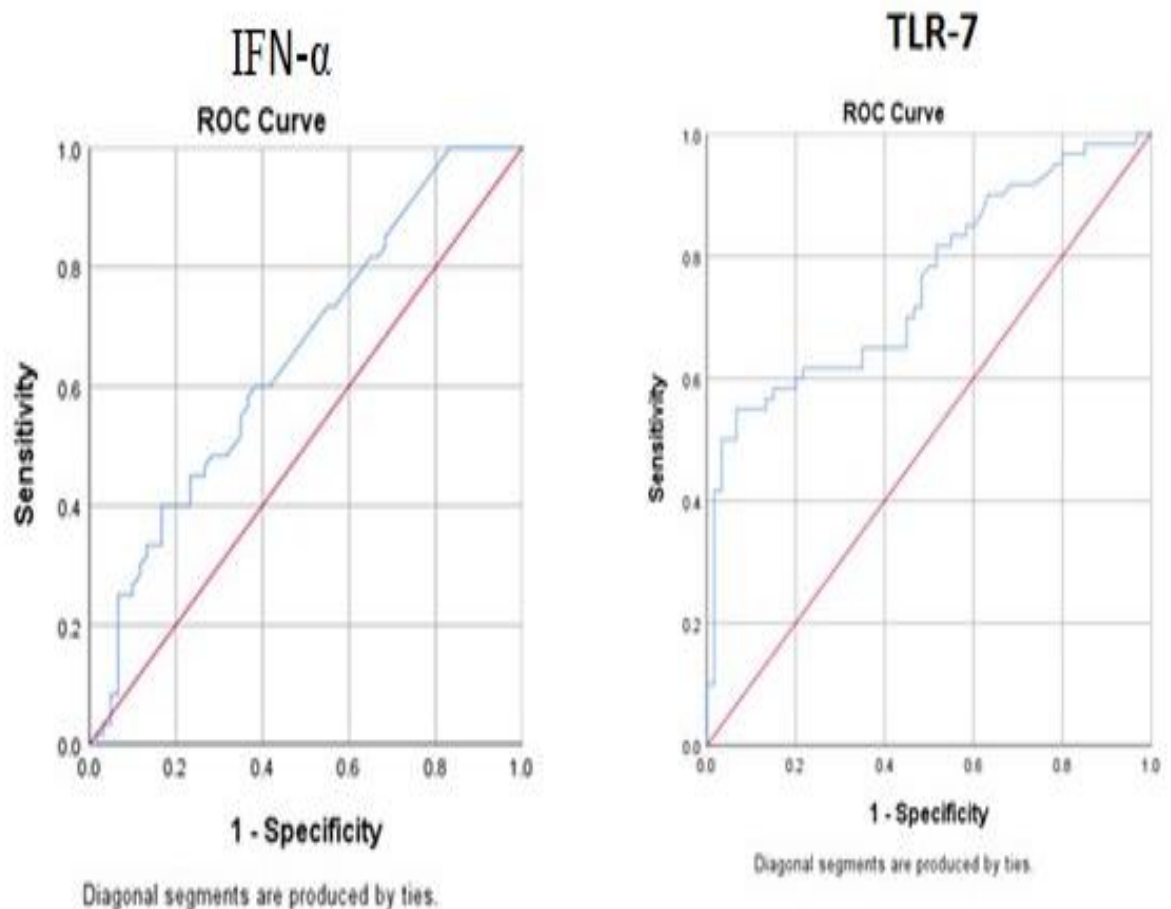 IFN-α
ROC Curve
1.0
0.8
0.6
0.4
0.2
0.0
Sensitivity
0.0 0.2 0.4 0.6 0.8 1.0
1 - Specificity
Diagonal segments are produced by ties.
TLR-7
ROC Curve
1.0
0.8
0.6
0.4
0.2
0.0
Sensitivity
0.0 0.2 0.4 0.6 0.8 1.0
1 - Specificity
Diagonal segments are produced by ties.